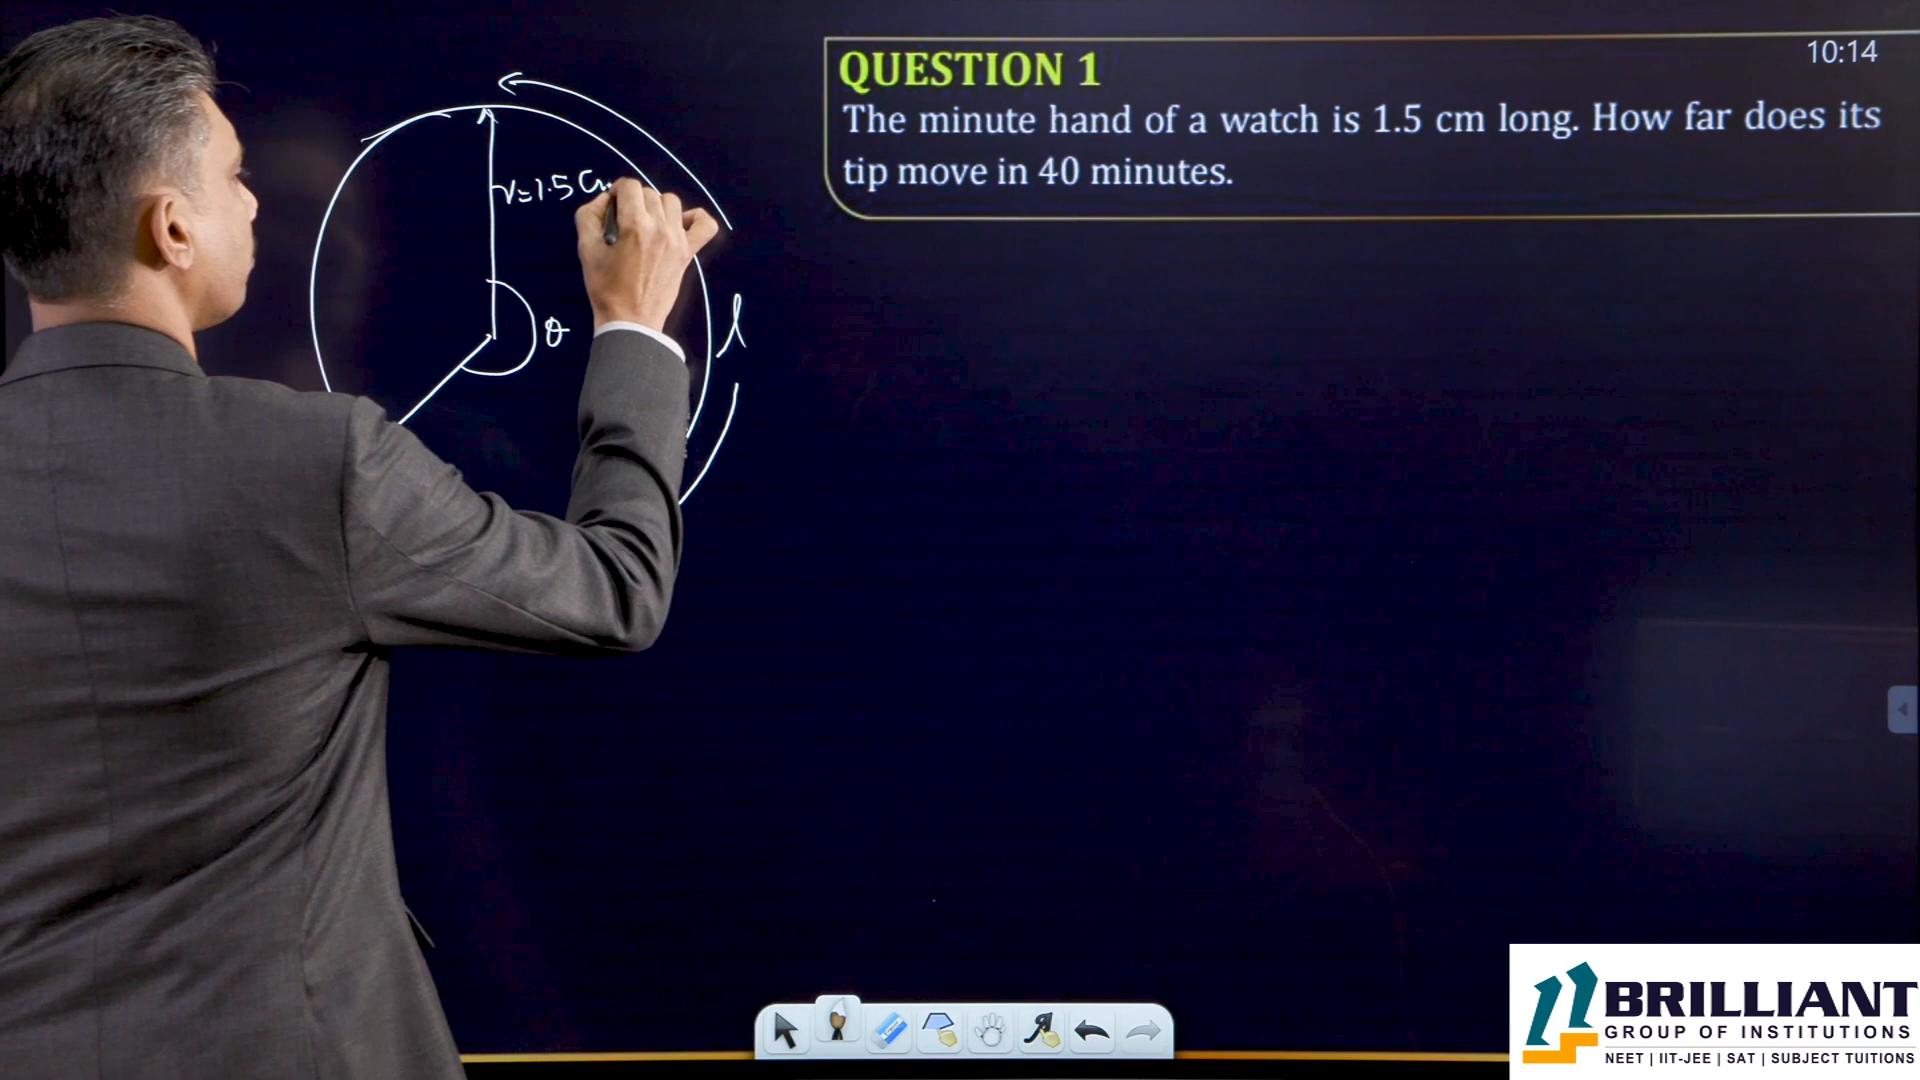 10:14
QUESTION 1
The minute hand of a watch is 1.5 cm long. How far does its
tip move in 40 minutes.
r=1.5 Cm
θ
l
BRILLIANT
GROUP OF INSTITUTIONS
NEET | IIT-JEE | SAT | SUBJECT TUITIONS